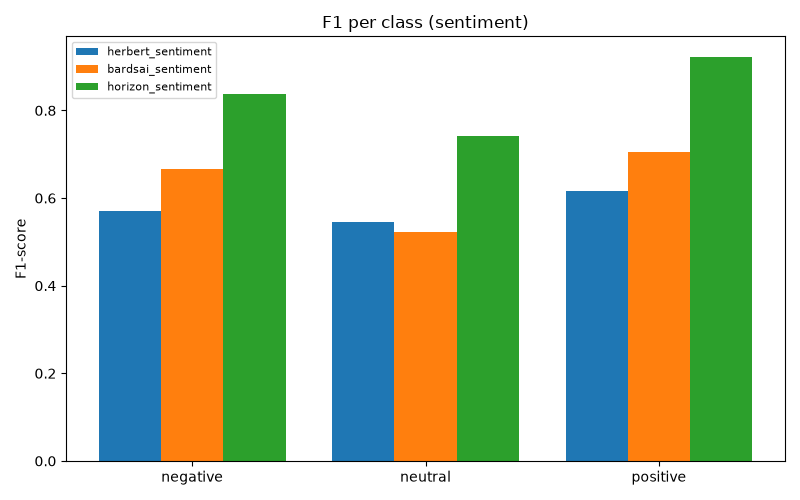 F1 per class (sentiment)
herbert_sentiment
bardsai_sentiment
horizon_sentiment
F1-score
0.8
0.6
0.4
0.2
0.0
negative
neutral
positive